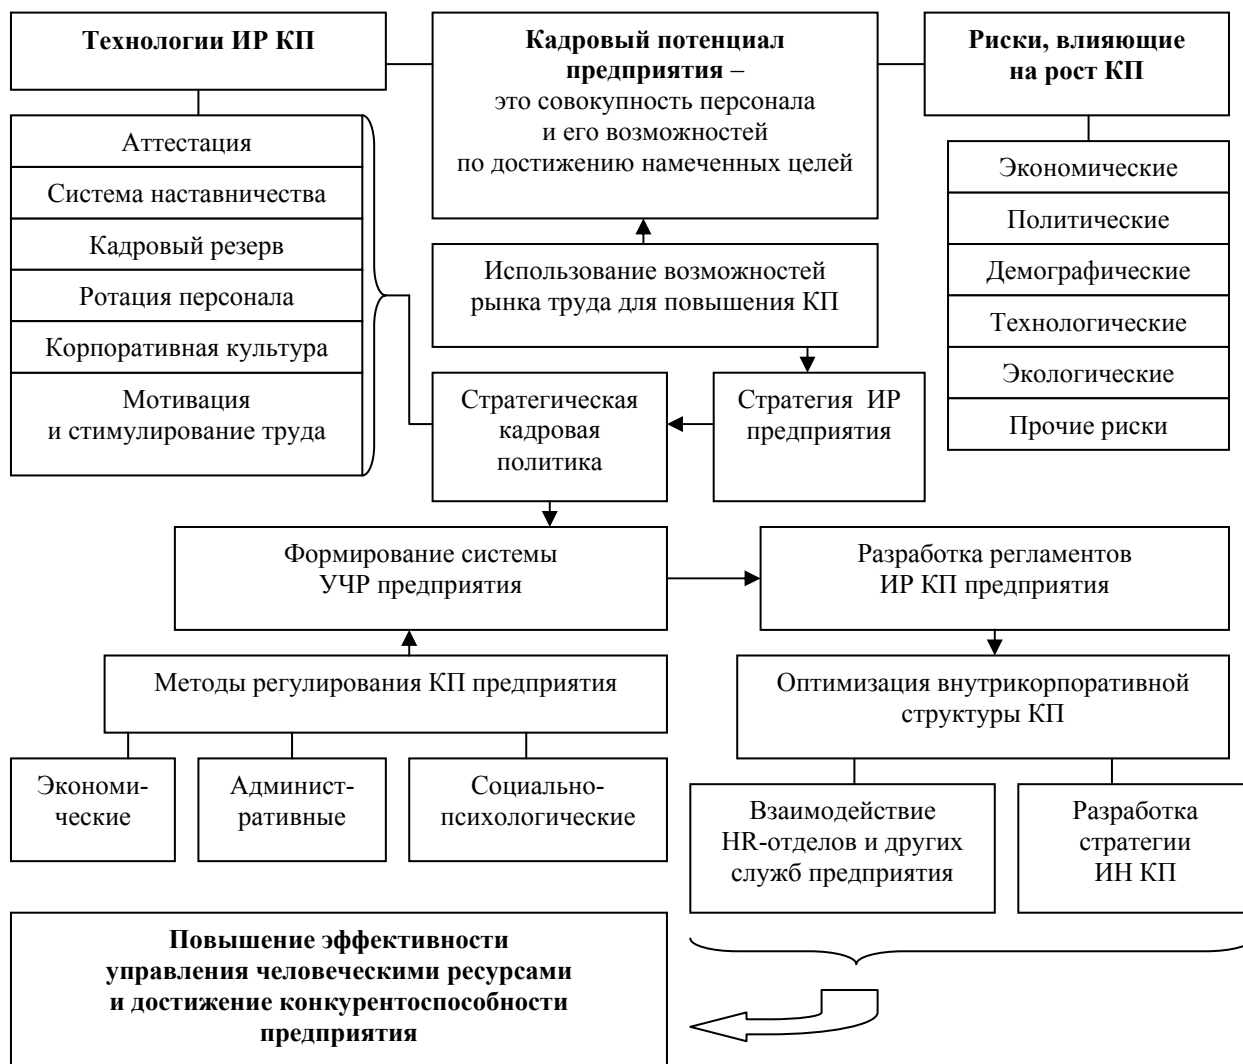 Технологии ИР КП
Кадровый потенциал
предприятия –
это совокупность персонала
и его возможностей
по достижению намеченных целей
Риски, влияющие
на рост КП
Аттестация
Система наставничества
Кадровый резерв
Ротация персонала
Корпоративная культура
Мотивация
и стимулирование труда
Использование возможностей
рынка труда для повышения КП
Экономические
Политические
Демографические
Технологические
Экологические
Прочие риски
Стратегическая
кадровая
политика
Стратегия ИР
предприятия
Формирование системы
УЧР предприятия
Разработка регламентов
ИР КП предприятия
Методы регулирования КП предприятия
Оптимизация внутрикорпоративной
структуры КП
Экономи-
ческие
Админист-
ративные
Социально-
психологические
Взаимодействие
HR-отделов и других
служб предприятия
Разработка
стратегии
ИН КП
Повышение эффективности
управления человеческими ресурсами
и достижение конкурентоспособности
предприятия